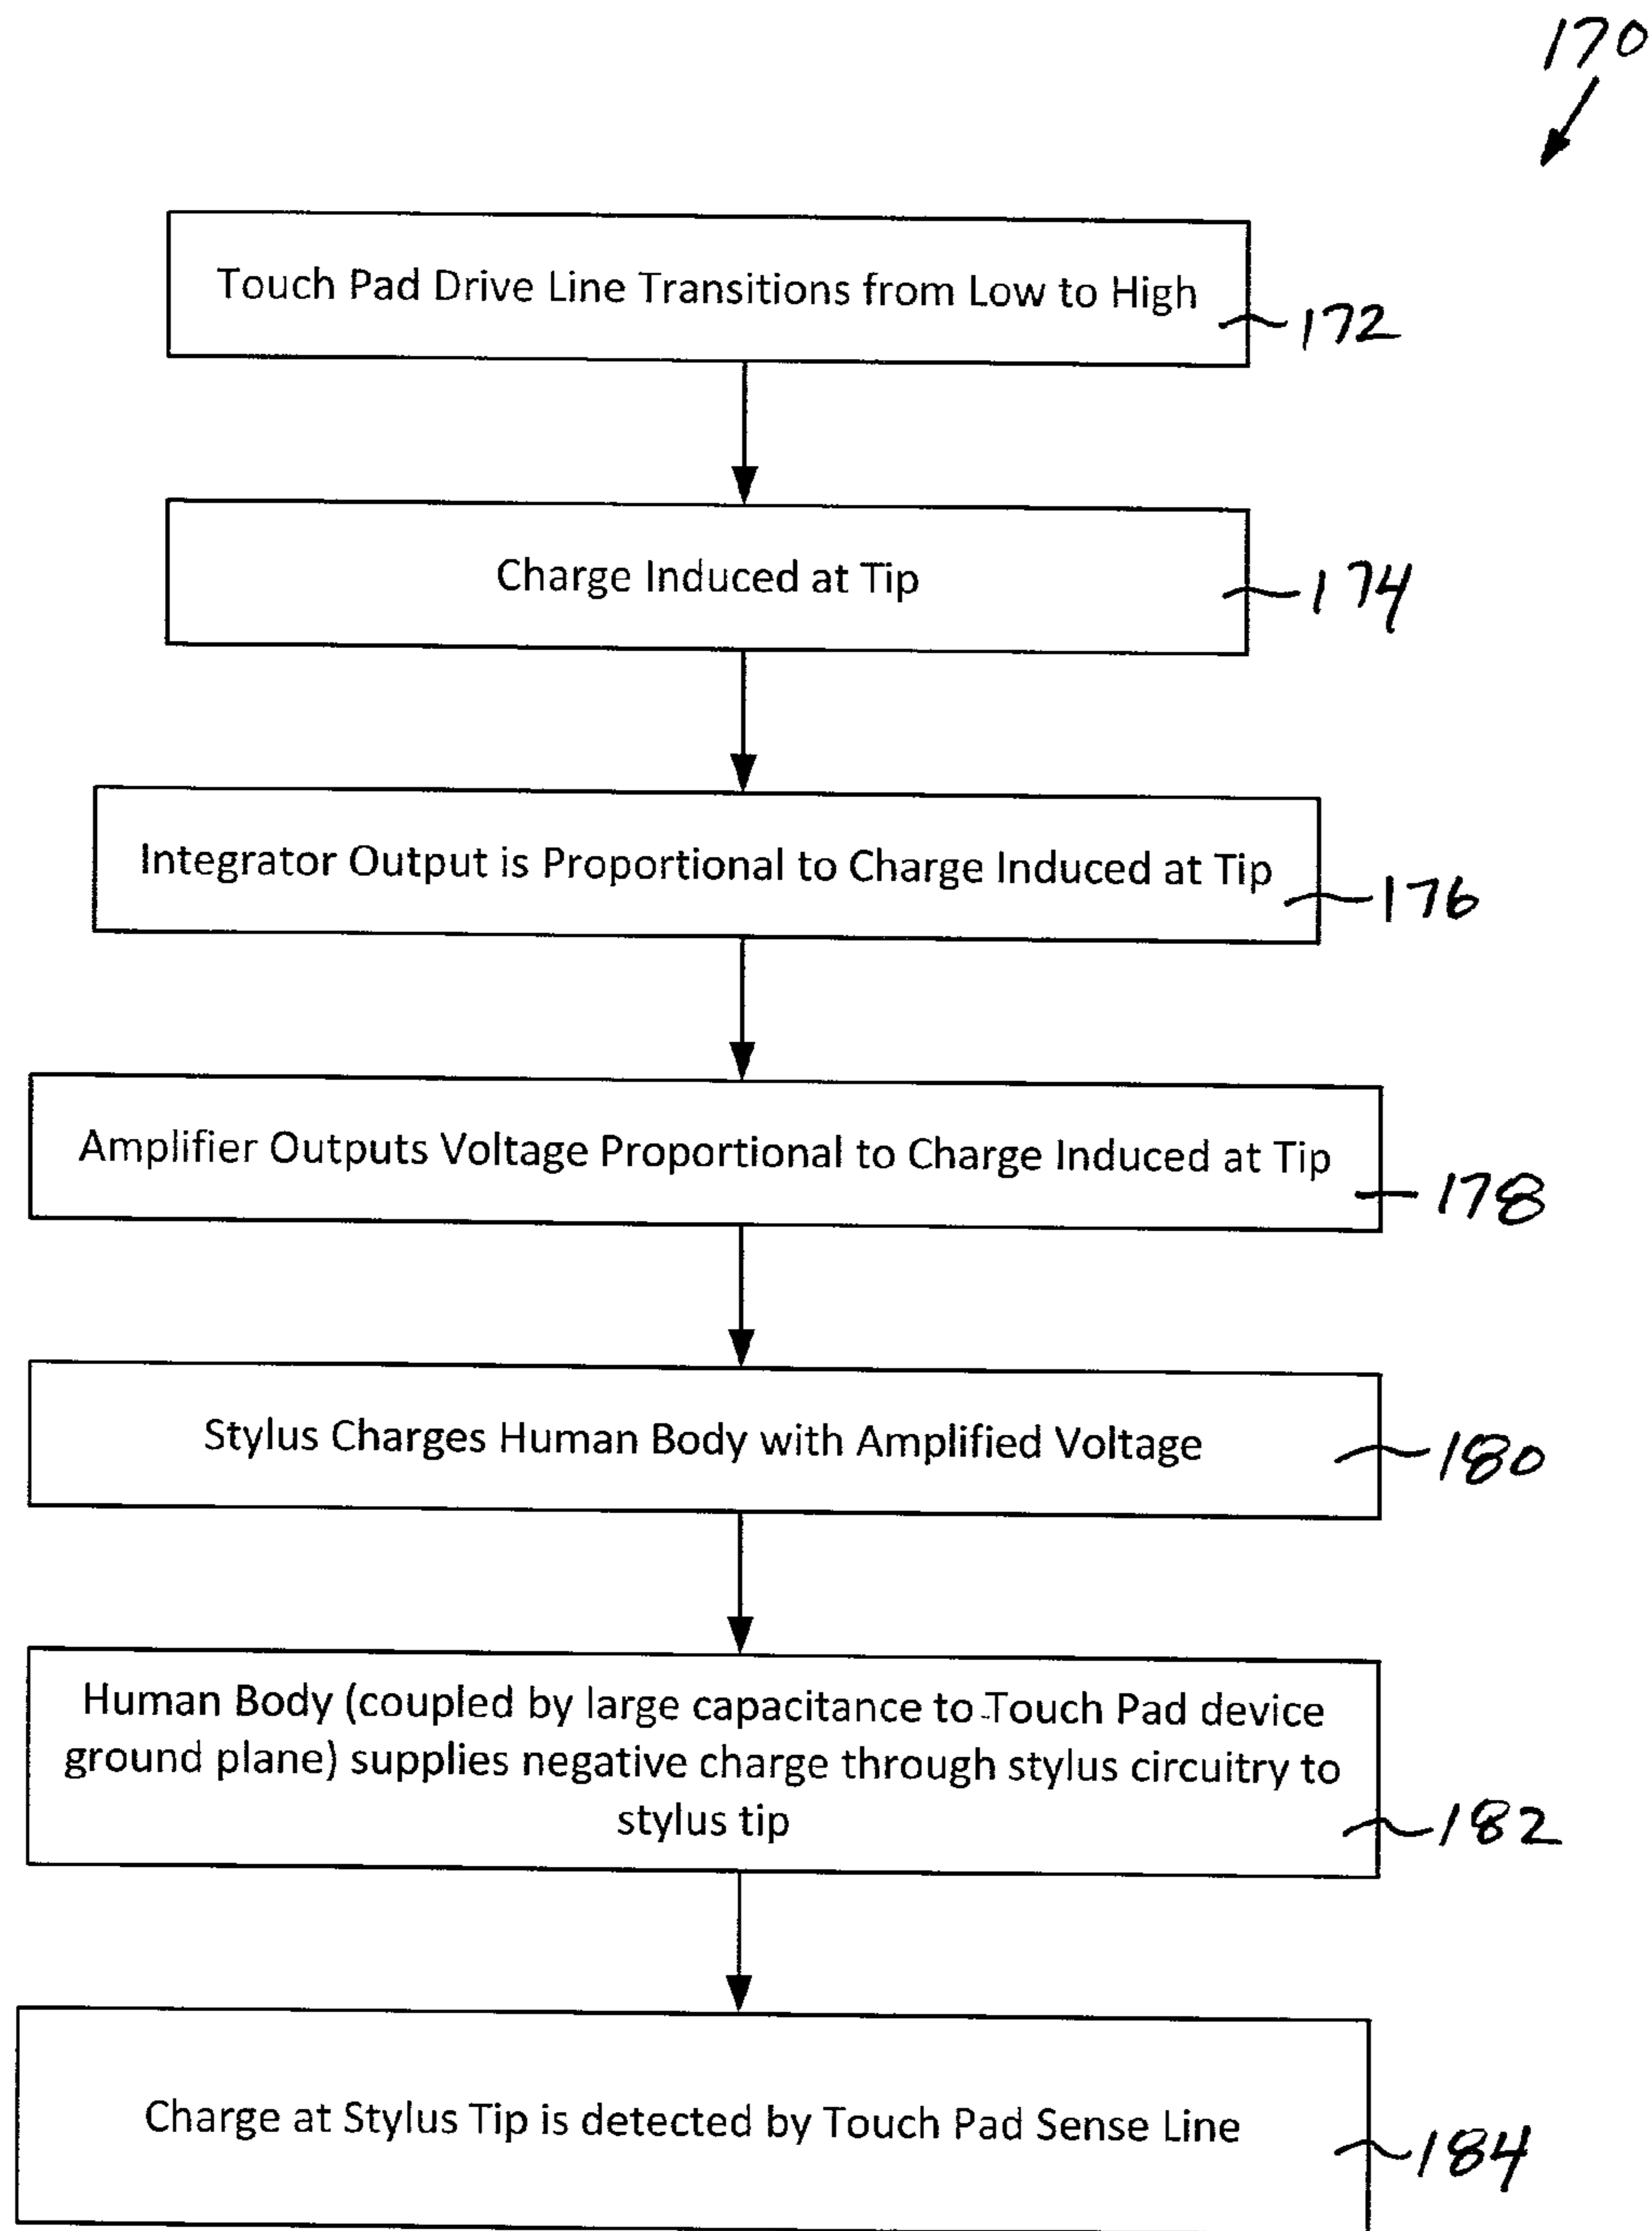 170
Touch Pad Drive Line Transitions from Low to High
172
Charge Induced at Tip
174
Integrator Output is Proportional to Charge Induced at Tip
176
Amplifier Outputs Voltage Proportional to Charge Induced at Tip
178
Stylus Charges Human Body with Amplified Voltage
180
Human Body (coupled by large capacitance to Touch Pad device
ground plane) supplies negative charge through stylus circuitry to
stylus tip
182
Charge at Stylus Tip is detected by Touch Pad Sense Line
184